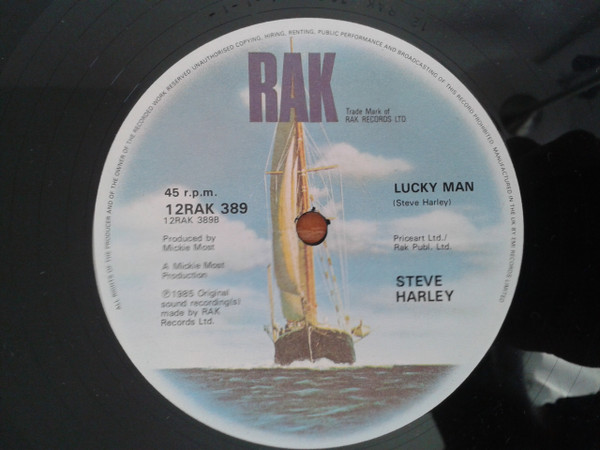 ALL RIGHTS OF THE PRODUCER AND OF THE OWNER OF THE RECORDED WORK RESERVED UNAUTHORISED COPYING, HIRING, RENTING, PUBLIC PERFORMANCE AND BROADCASTING OF THIS RECORD PROHIBITED. MANUFACTURED IN THE UK BY EMI RECORDS LIMITED
RAK
Trade Mark of
RAK RECORDS LTD
45 r.p.m.
12RAK 389
12RAK 389B
Produced by
Mickie Most
A Mickie Most
Production
℗1985 Original
sound recording(s)
made by RAK
Records Ltd.
LUCKY MAN
(Steve Harley)
Priceart Ltd./
Rak Publ. Ltd.
STEVE
HARLEY